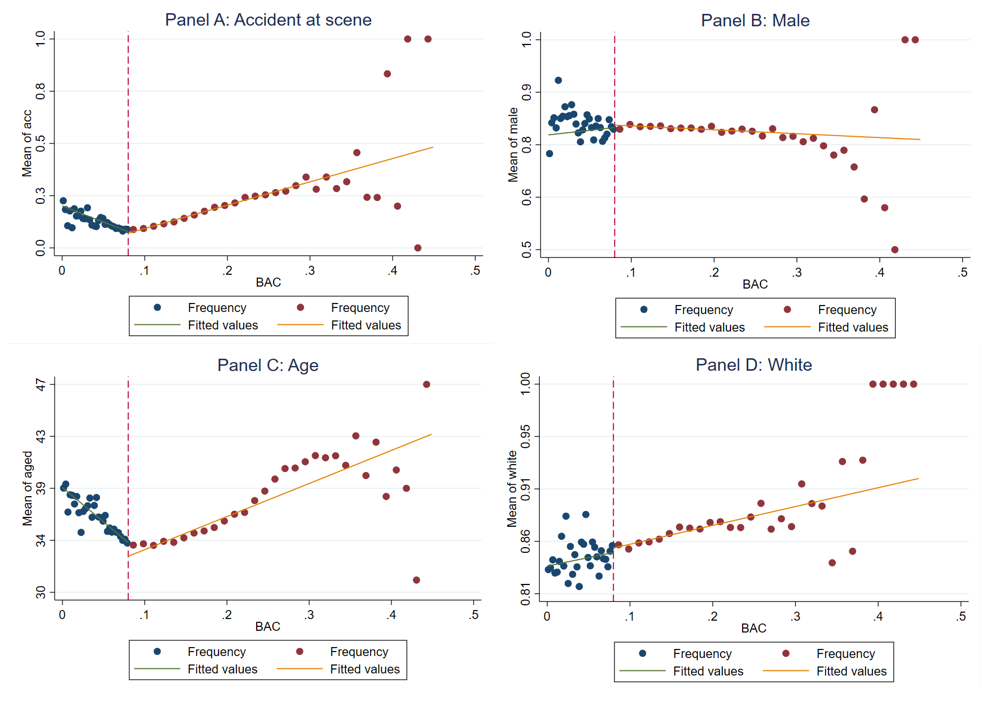 Panel A: Accident at scene
Mean of acc
1.0
0.8
0.5
0.3
0.0
0 .1 .2 .3 .4 .5
BAC
Frequency Frequency
Fitted values Fitted values
Panel B: Male
Mean of male
1.0
0.9
0.8
0.6
0.5
0 .1 .2 .3 .4 .5
BAC
Frequency Frequency
Fitted values Fitted values
Panel C: Age
Mean of aged
47
43
39
34
30
0 .1 .2 .3 .4 .5
BAC
Frequency Frequency
Fitted values Fitted values
Panel D: White
Mean of white
1.00
0.95
0.91
0.86
0.81
0 .1 .2 .3 .4 .5
BAC
Frequency Frequency
Fitted values Fitted values